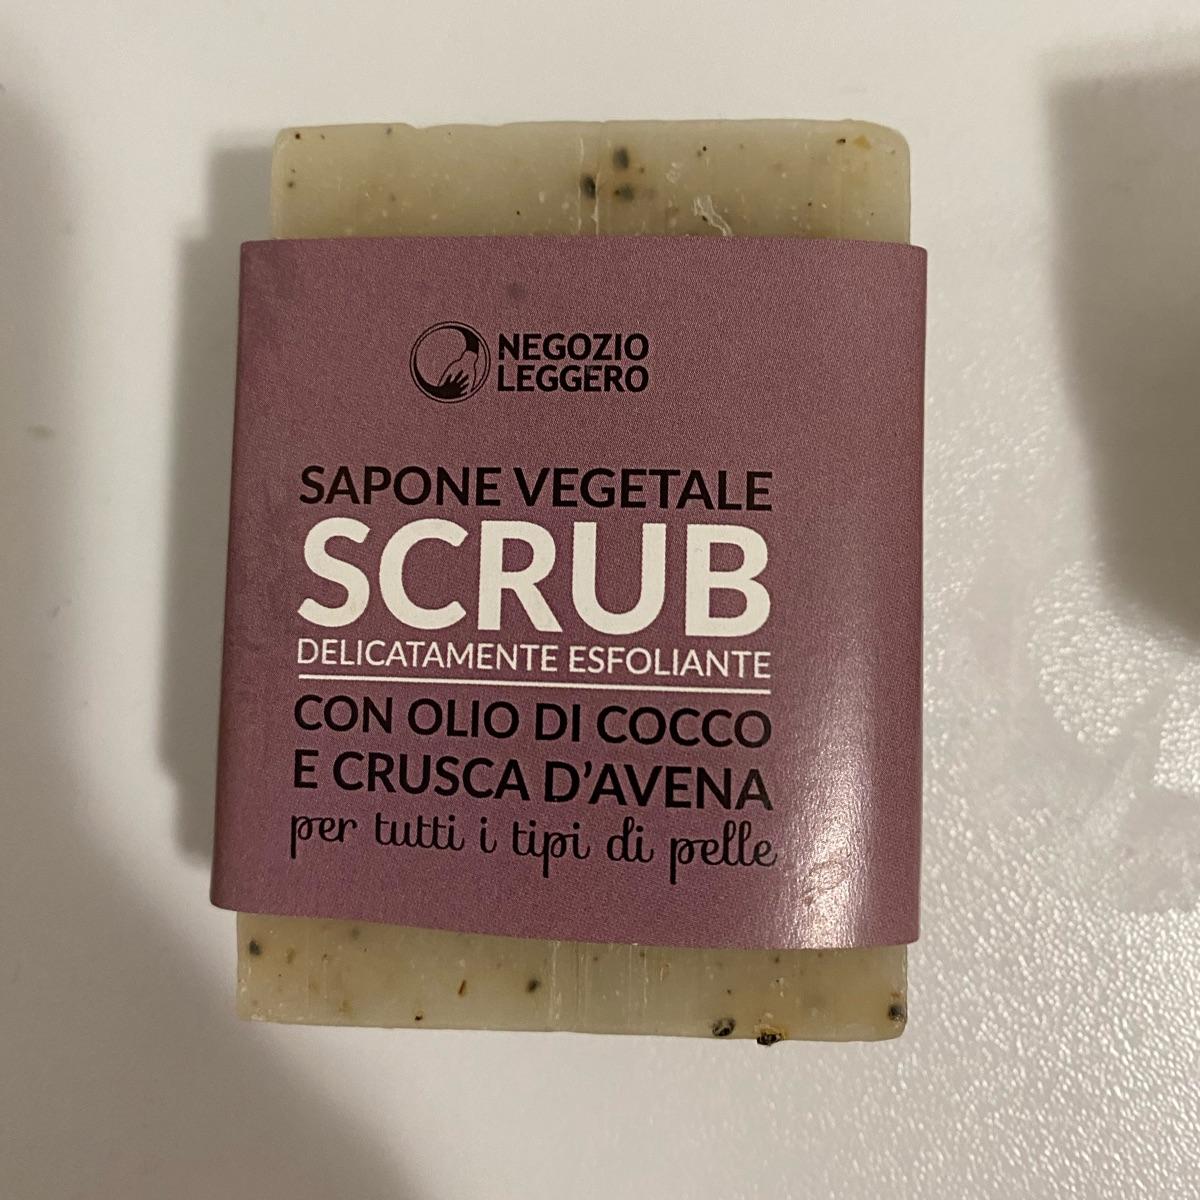 NEGOZIO
LEGGERO
SAPONE VEGETALE
SCRUB
DELICATAMENTE ESFOLIANTE
CON OLIO DI COCCO
E CRUSCA D'AVENA
per tutti i tipi di pelle